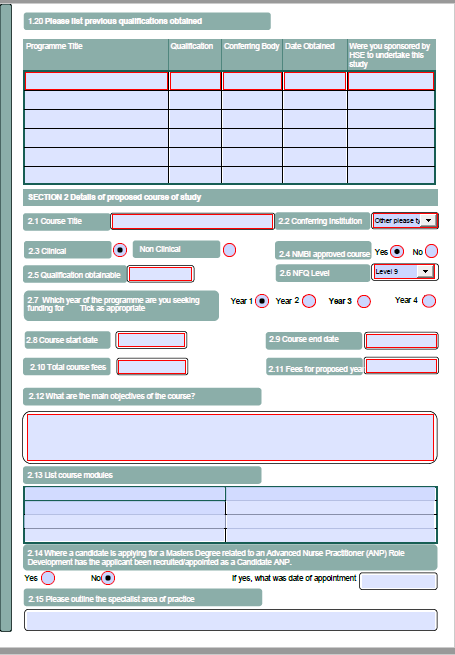 1.20 Please list previous qualifications obtained
Programme Title
Qualification
Conferring Body
Date Obtained
Were you sponsored by
HSE to undertake this
study
SECTION 2 Details of proposed course of study
2.1 Course Title
2.2 Conferring Institution
Other please ty
2.3 Clinical
Non Clinical
2.4 NMBI approved course
Yes
No
2.5 Qualification obtainable
2.6 NFQ Level
Level 9
2.7 Which year of the programme are you seeking
funding for Tick as appropriate
Year 1
Year 2
Year 3
Year 4
2.8 Course start date
2.9 Course end date
2.10 Total course fees
2.11 Fees for proposed year
2.12 What are the main objectives of the course?
2.13 List course modules
2.14 Where a candidate is applying for a Masters Degree related to an Advanced Nurse Practitioner (ANP) Role
Development has the applicant been recruited/appointed as a Candidate ANP.
Yes
No
If yes, what was date of appointment
2.15 Please outline the specialist area of practice